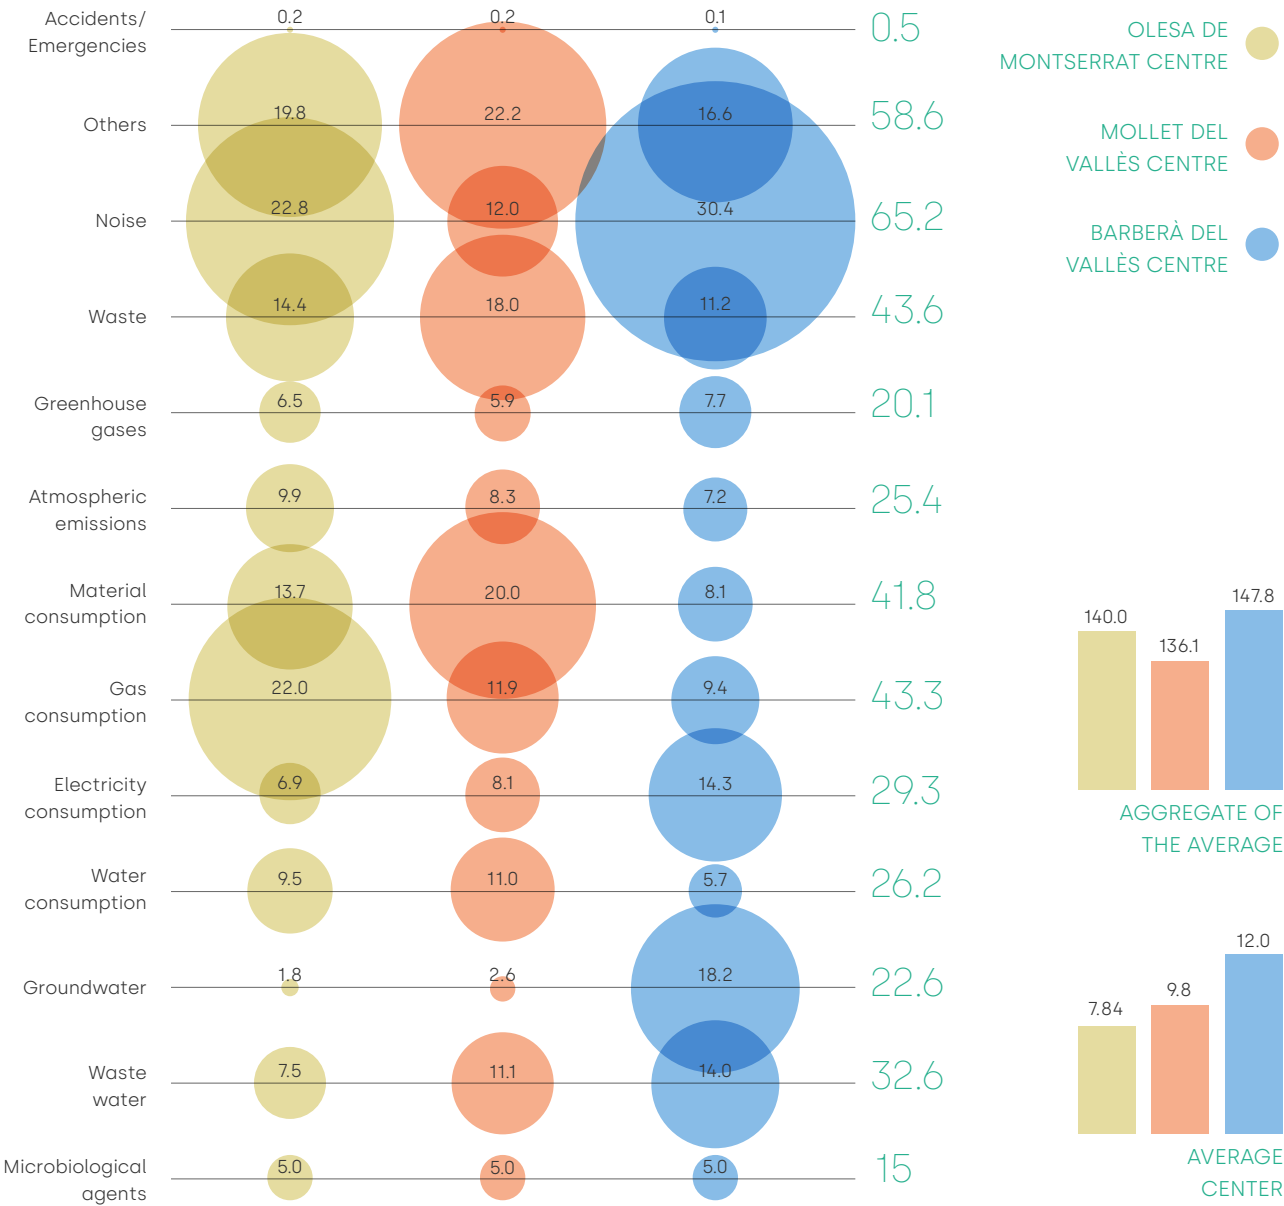 Accidents/
Emergencies
0.2
0.2
0.1
0.5
Others
19.8
22.2
16.6
58.6
Noise
22.8
12.0
30.4
65.2
Waste
14.4
18.0
11.2
43.6
Greenhouse
gases
6.5
5.9
7.7
20.1
Atmospheric
emissions
9.9
8.3
7.2
25.4
Material
consumption
13.7
20.0
8.1
41.8
Gas
consumption
22.0
11.9
9.4
43.3
Electricity
consumption
6.9
8.1
14.3
29.3
Water
consumption
9.5
11.0
5.7
26.2
Groundwater
1.8
2.6
18.2
22.6
Waste
water
7.5
11.1
14.0
32.6
Microbiological
agents
5.0
5.0
5.0
15
OLESA DE
MONTSERRAT CENTRE
MOLLET DEL
VALLÈS CENTRE
BARBERÀ DEL
VALLÈS CENTRE
140.0
136.1
147.8
AGGREGATE OF
THE AVERAGE
7.84
9.8
12.0
AVERAGE
CENTER